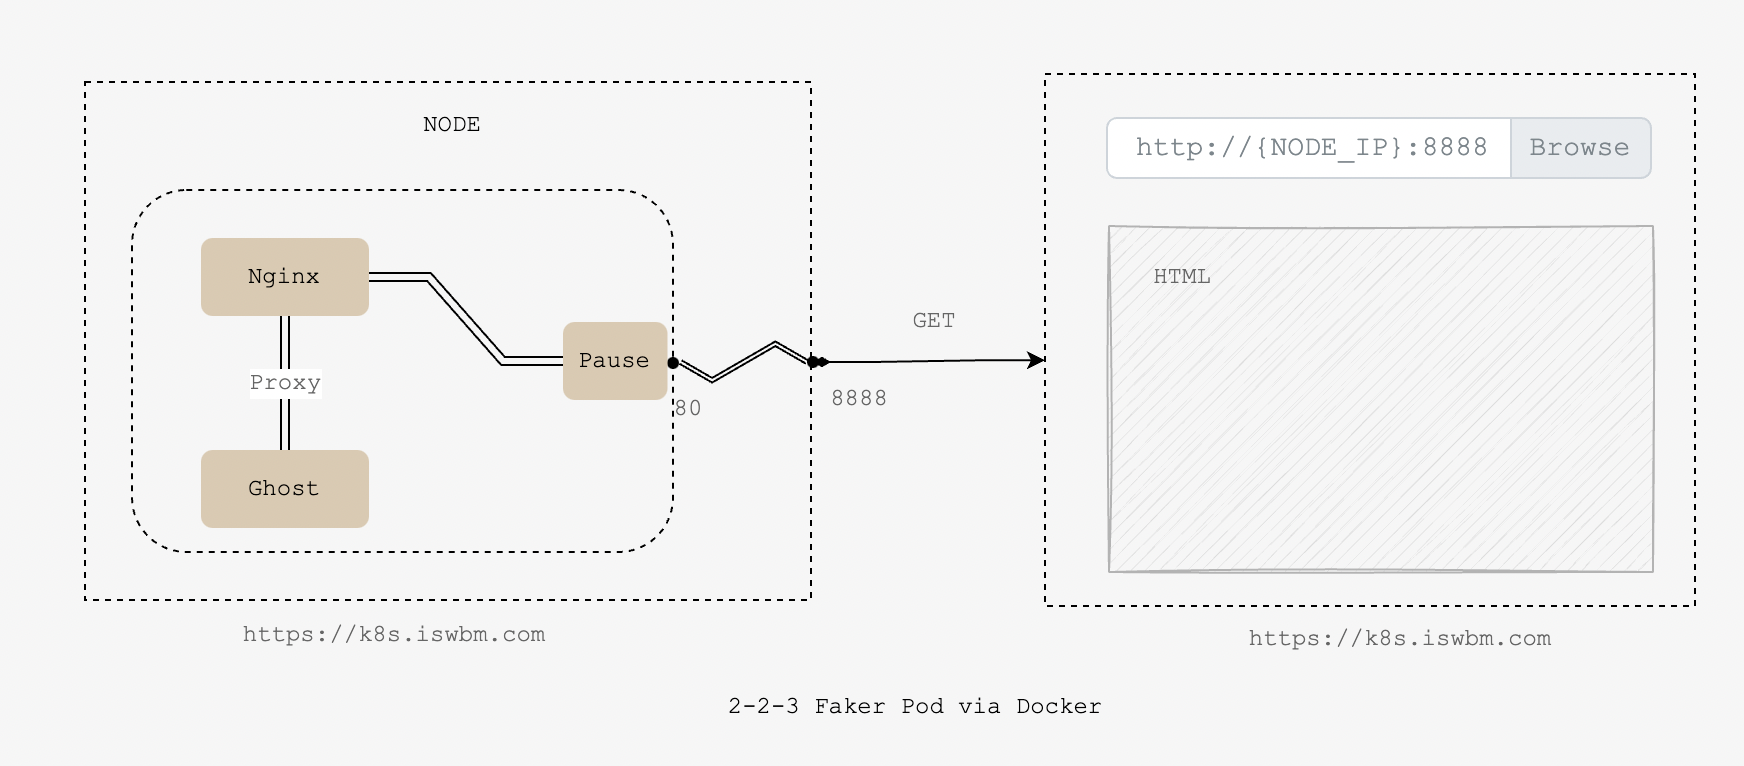 NODE
http://{NODE_IP}:8888 Browse
Nginx
HTML
GET
Pause
Proxy
8888
80
Ghost
https://k8s.iswbm.com
https://k8s.iswbm.com
2-2-3 Faker Pod via Docker